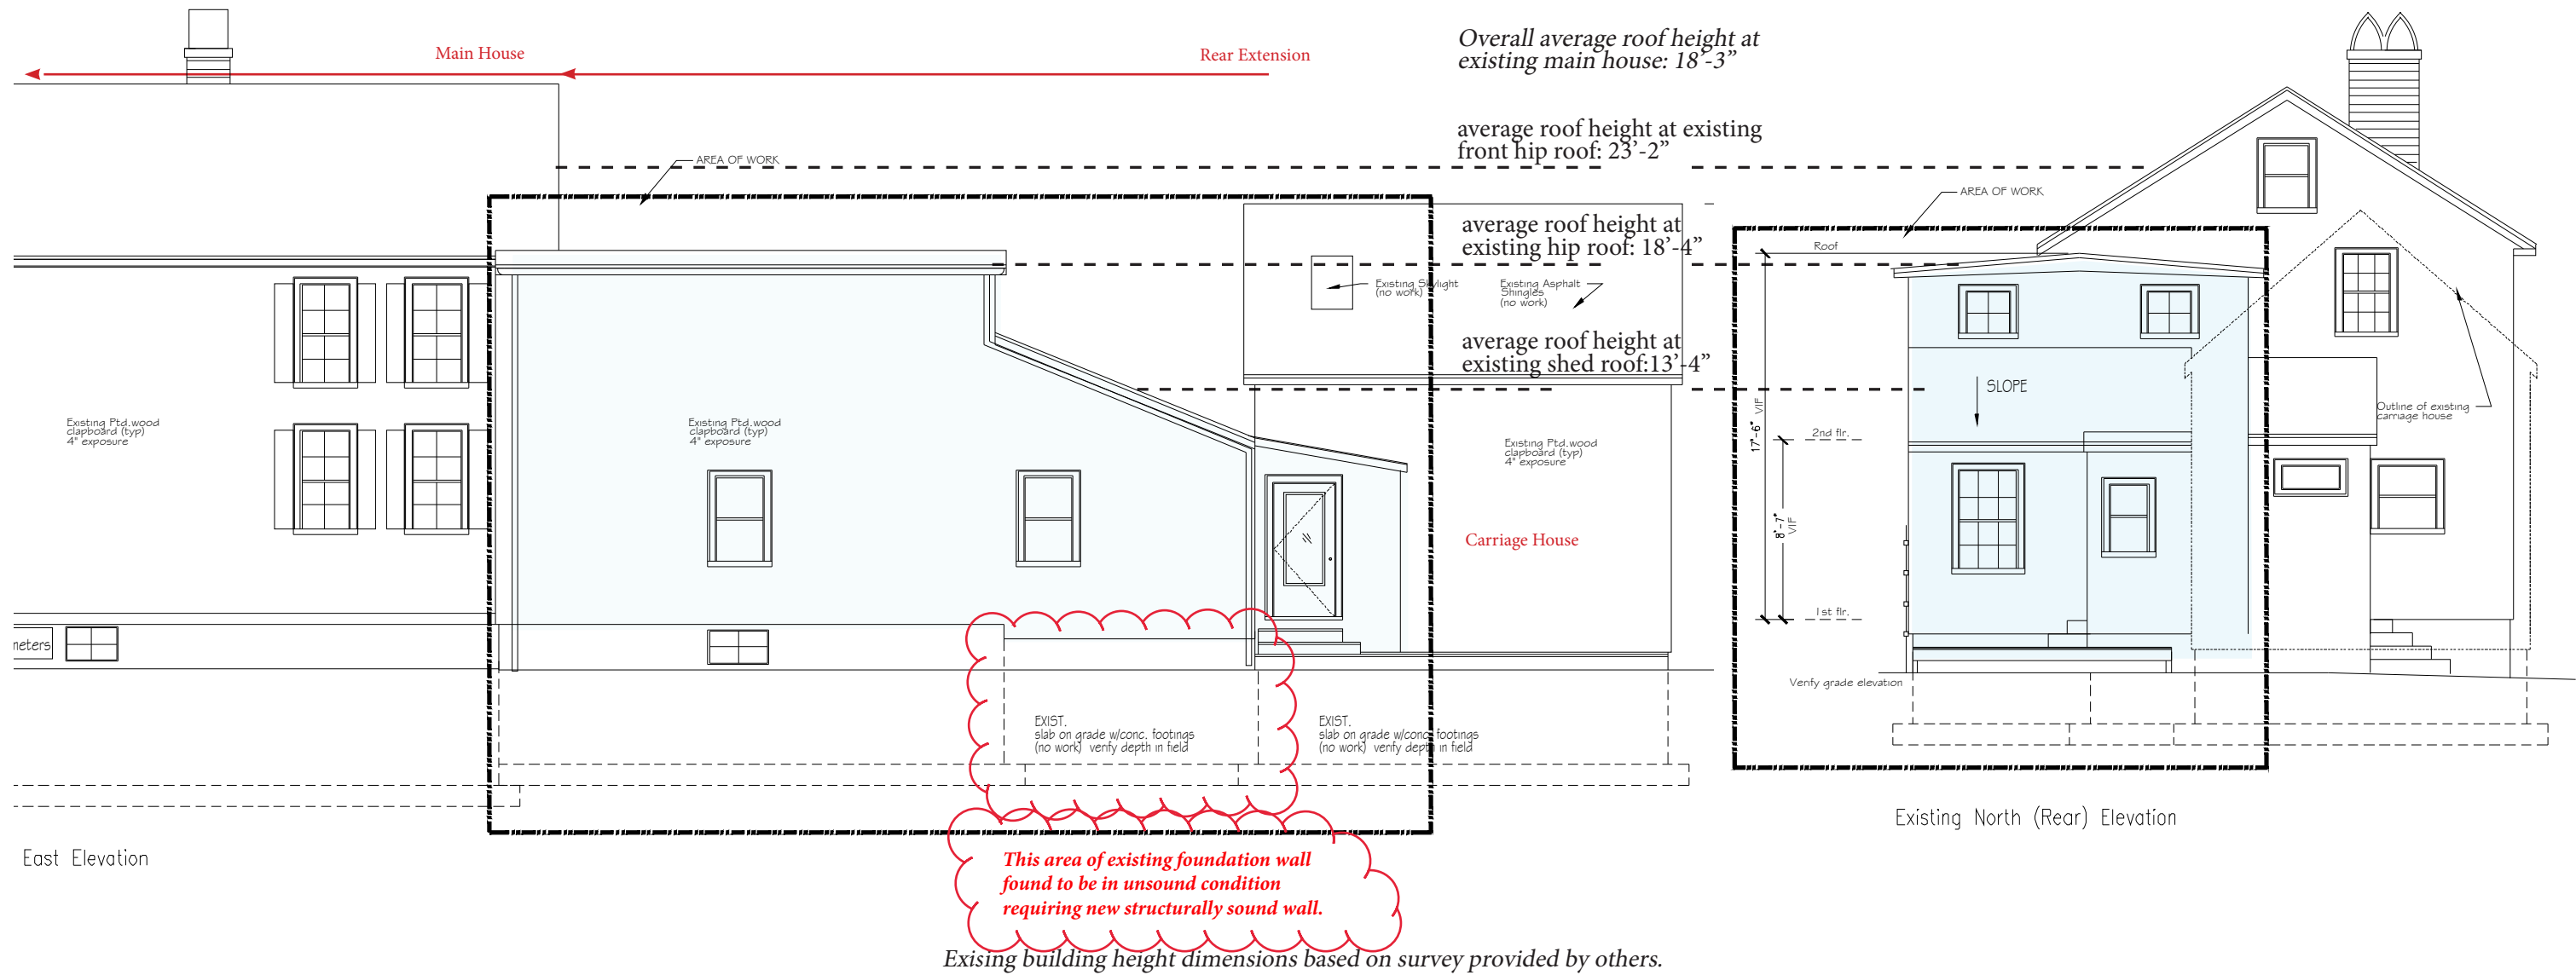 Main House
Rear Extension
Overall average roof height at
existing main house: 18'-3"
average roof height at existing
front hip roof: 23'-2"
AREA OF WORK
AREA OF WORK
average roof height at
existing hip roof: 18'-4"
Roof
Existing Skylight
(no work)
Existing Asphalt
Shingles
(no work)
average roof height at
existing shed roof:13'-4"
SLOPE
Existing Ptd.wood
clapboard (typ)
4" exposure
Existing Ptd.wood
clapboard (typ)
4" exposure
Existing Ptd.wood
clapboard (typ)
4" exposure
Outline of existing
carriage house
17'-6" VIF
2nd flr.
8'-7"
VIF
Carriage House
1st flr.
meters
Verify grade elevation
EXIST.
slab on grade w/conc. footings
(no work) verify depth in field
EXIST.
slab on grade w/conc. footings
(no work) verify depth in field
Existing North (Rear) Elevation
East Elevation
This area of existing foundation wall
found to be in unsound condition
requiring new structurally sound wall.
Exising building height dimensions based on survey provided by others.